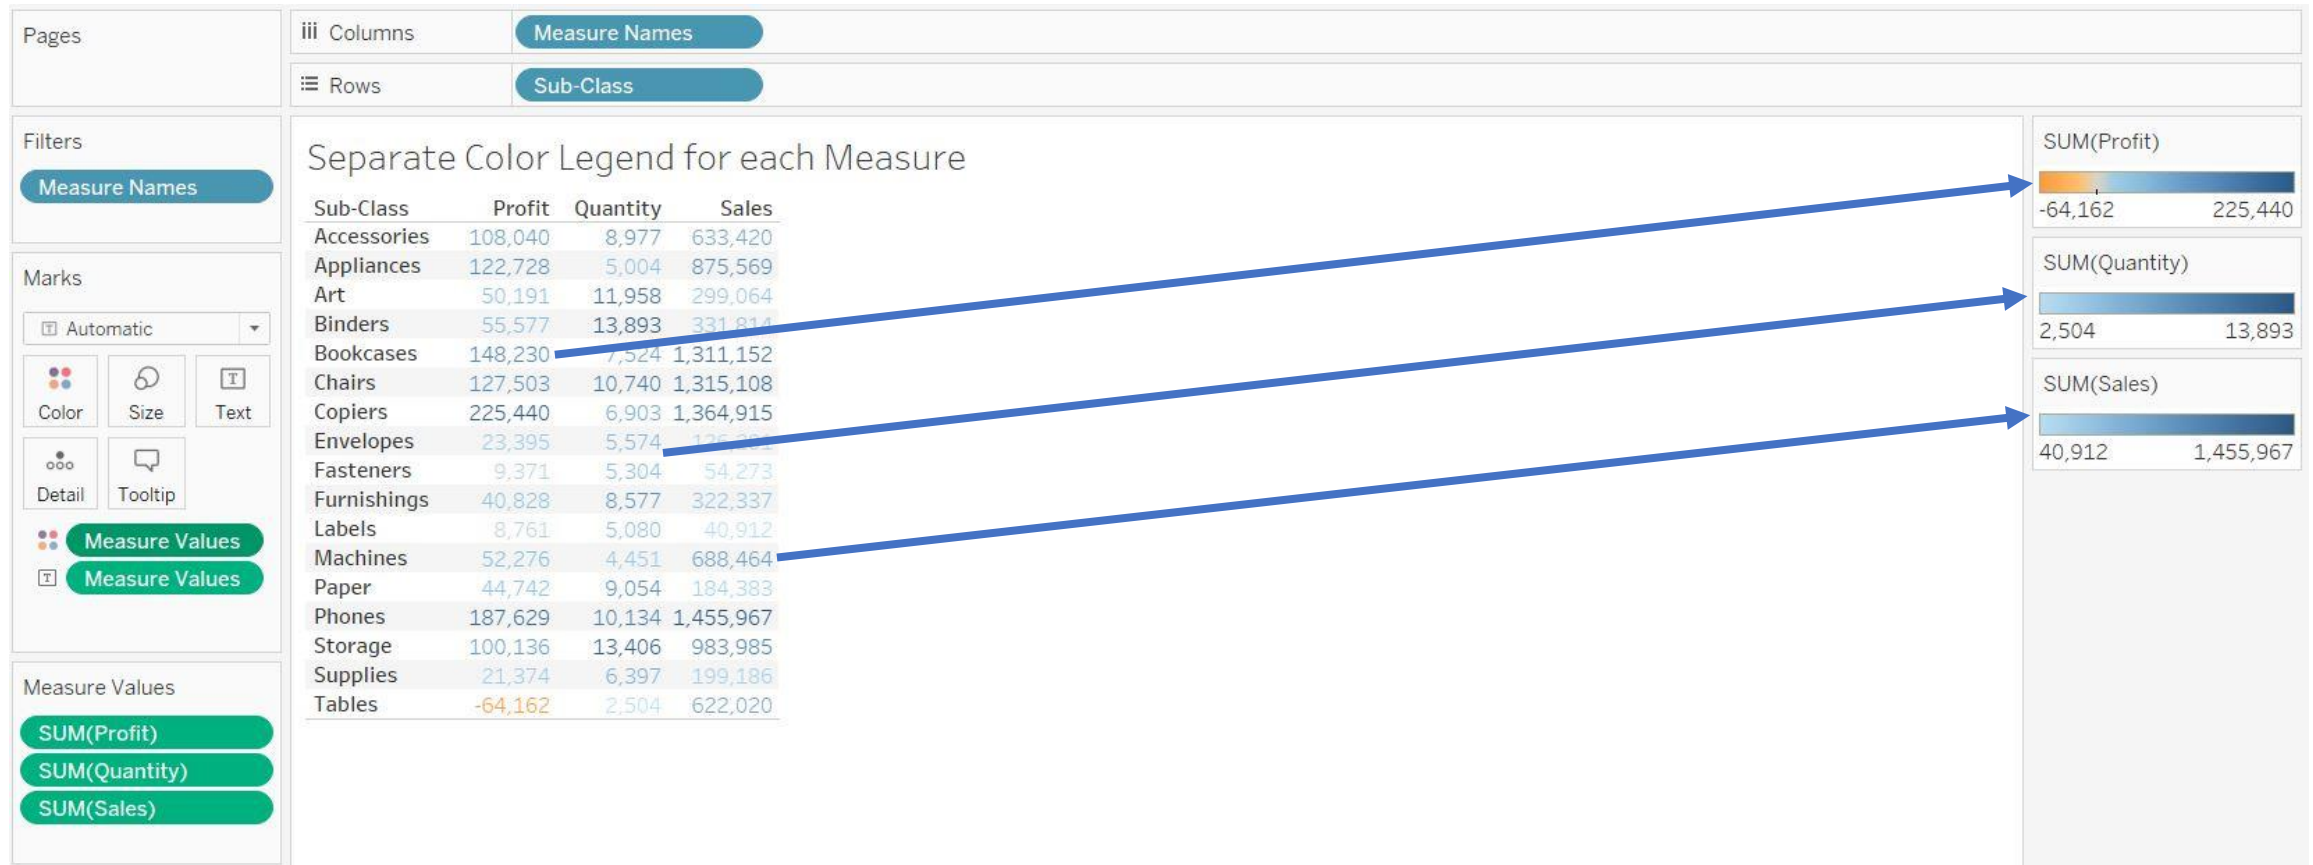 Pages
Columns Measure Names
Rows Sub-Class
Filters
Measure Names
Marks
Automatic
Color Size Text
Detail Tooltip
Measure Values
Measure Values
Measure Values
SUM(Profit)
SUM(Quantity)
SUM(Sales)
Separate Color Legend for each Measure
Sub-Class Profit Quantity Sales
Accessories 108,040 8,977 633,420
Appliances 122,728 5,004 875,569
Art 50,191 11,958 299,064
Binders 55,577 13,893 331,814
Bookcases 148,230 7,524 1,311,152
Chairs 127,503 10,740 1,315,108
Copiers 225,440 6,903 1,364,915
Envelopes 23,395 5,574
Fasteners 9,371 5,304 54,273
Furnishings 40,828 8,577 322,337
Labels 8,761 5,080 40,912
Machines 52,276 4,451 688,464
Paper 44,742 9,054 184,383
Phones 187,629 10,134 1,455,967
Storage 100,136 13,406 983,985
Supplies 21,374 6,397 199,186
Tables -64,162 2,504 622,020
SUM(Profit)
-64,162 225,440
SUM(Quantity)
2,504 13,893
SUM(Sales)
40,912 1,455,967